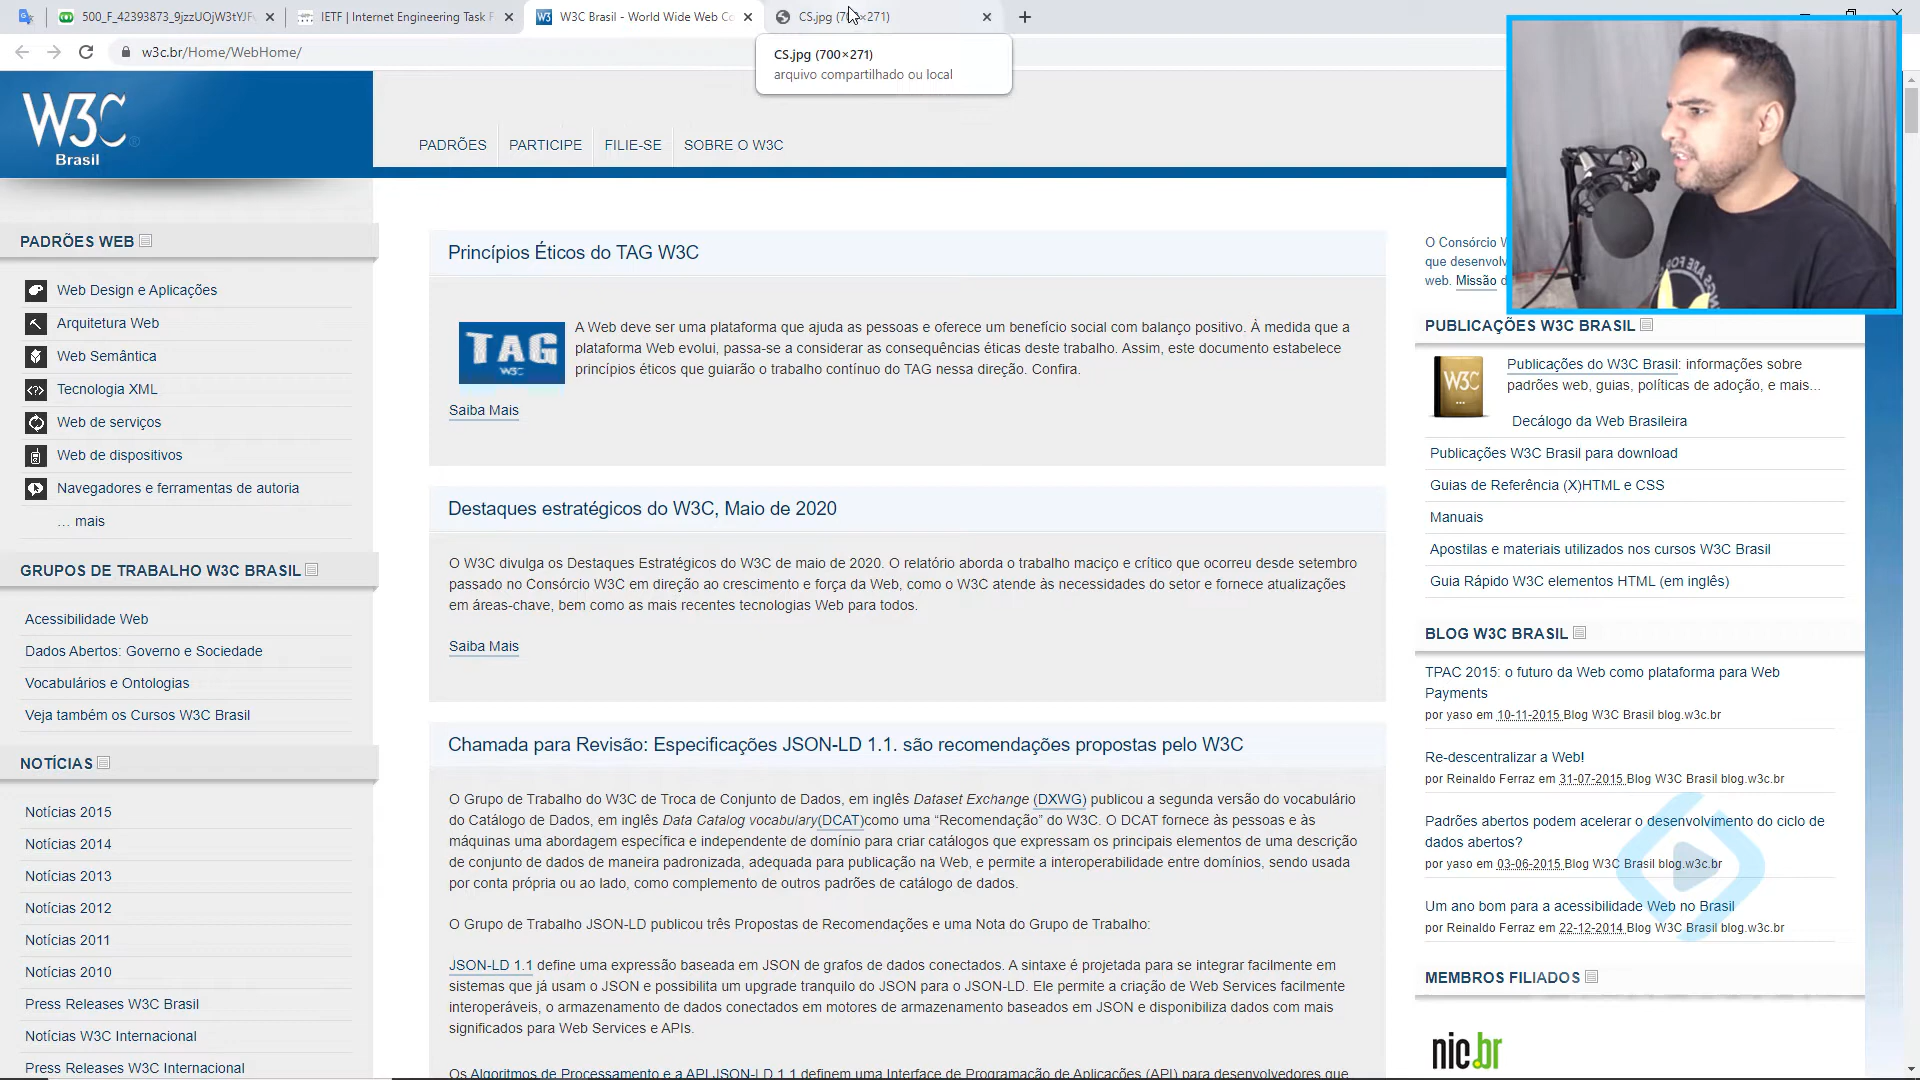 500_F_42393873_9jzzUOjW3tYJF
IETF | Internet Engineering Task F
W3C Brasil - World Wide Web Co
CS.jpg (700×271)
w3c.br/Home/WebHome/
CS.jpg (700×271)
arquivo compartilhado ou local
W3C
Brasil
PADRÕES
PARTICIPE
FILIE-SE
SOBRE O W3C
PADRÕES WEB
Web Design e Aplicações
Arquitetura Web
Web Semântica
Tecnologia XML
Web de serviços
Web de dispositivos
Navegadores e ferramentas de autoria
… mais
GRUPOS DE TRABALHO W3C BRASIL
Acessibilidade Web
Dados Abertos: Governo e Sociedade
Vocabulários e Ontologias
Veja também os Cursos W3C Brasil
NOTÍCIAS
Notícias 2015
Notícias 2014
Notícias 2013
Notícias 2012
Notícias 2011
Notícias 2010
Press Releases W3C Brasil
Notícias W3C Internacional
Press Releases W3C Internacional
Princípios Éticos do TAG W3C
TAG
W3C
A Web deve ser uma plataforma que ajuda as pessoas e oferece um benefício social com balanço positivo. À medida que a
plataforma Web evolui, passa-se a considerar as consequências éticas deste trabalho. Assim, este documento estabelece
princípios éticos que guiarão o trabalho contínuo do TAG nessa direção. Confira.
Saiba Mais
Destaques estratégicos do W3C, Maio de 2020
O W3C divulga os Destaques Estratégicos do W3C de maio de 2020. O relatório aborda o trabalho maciço e crítico que ocorreu desde setembro
passado no Consórcio W3C em direção ao crescimento e força da Web, como o W3C atende às necessidades do setor e fornece atualizações
em áreas-chave, bem como as mais recentes tecnologias Web para todos.
Saiba Mais
Chamada para Revisão: Especificações JSON-LD 1.1. são recomendações propostas pelo W3C
O Grupo de Trabalho do W3C de Troca de Conjunto de Dados, em inglês Dataset Exchange (DXWG) publicou a segunda versão do vocabulário
do Catálogo de Dados, em inglês Data Catalog vocabulary(DCAT)como uma “Recomendação” do W3C. O DCAT fornece às pessoas e às
máquinas uma abordagem específica e independente de domínio para criar catálogos que expressam os principais elementos de uma descrição
de conjunto de dados de maneira padronizada, adequada para publicação na Web, e permite a interoperabilidade entre domínios, sendo usada
por conta própria ou ao lado, como complemento de outros padrões de catálogo de dados.
O Grupo de Trabalho JSON-LD publicou três Propostas de Recomendações e uma Nota do Grupo de Trabalho:
JSON-LD 1.1 define uma expressão baseada em JSON de grafos de dados conectados. A sintaxe é projetada para se integrar facilmente em
sistemas que já usam o JSON e possibilita um upgrade tranquilo do JSON para o JSON-LD. Ele permite a criação de Web Services facilmente
interoperáveis, o armazenamento de dados conectados em motores de armazenamento baseados em JSON e disponibiliza dados com mais
significados para Web Services e APIs.
Os Algoritmos de Processamento e a API JSON-LD 1.1 definem uma Interface de Programação de Aplicações (API) para desenvolvedores que
O Consórcio W
que desenvolv
web. Missão d
PUBLICAÇÕES W3C BRASIL
W3C
Publicações do W3C Brasil: informações sobre
padrões web, guias, políticas de adoção, e mais...
Decálogo da Web Brasileira
Publicações W3C Brasil para download
Guias de Referência (X)HTML e CSS
Manuais
Apostilas e materiais utilizados nos cursos W3C Brasil
Guia Rápido W3C elementos HTML (em inglês)
BLOG W3C BRASIL
TPAC 2015: o futuro da Web como plataforma para Web
Payments
por yaso em 10-11-2015 Blog W3C Brasil blog.w3c.br
Re-descentralizar a Web!
por Reinaldo Ferraz em 31-07-2015 Blog W3C Brasil blog.w3c.br
Padrões abertos podem acelerar o desenvolvimento do ciclo de
dados abertos?
por yaso em 03-06-2015 Blog W3C Brasil blog.w3c.br
Um ano bom para a acessibilidade Web no Brasil
por Reinaldo Ferraz em 22-12-2014 Blog W3C Brasil blog.w3c.br
MEMBROS FILIADOS
nic.br